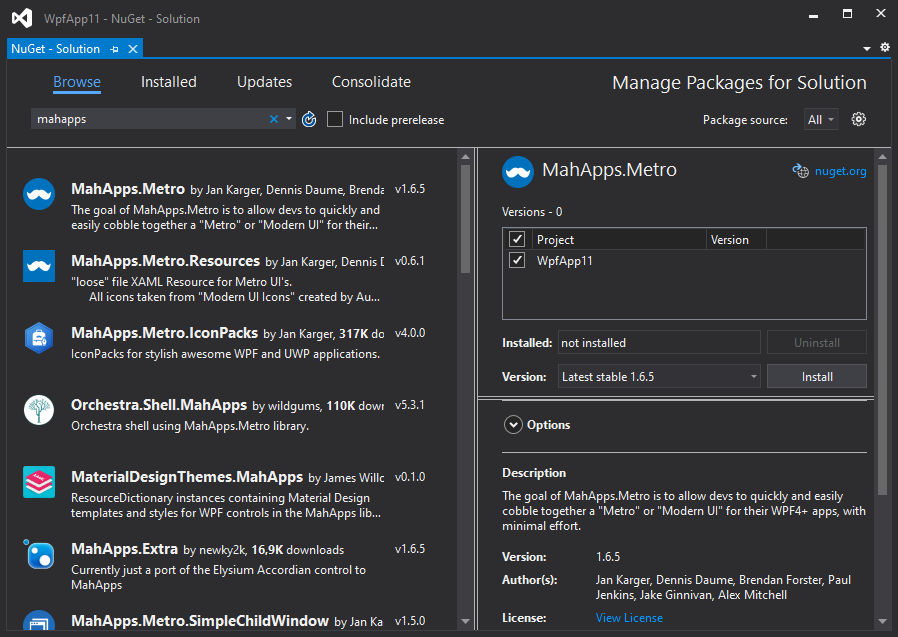 WpfApp11 - NuGet - Solution
NuGet - Solution
Browse Installed Updates Consolidate
Manage Packages for Solution
mahapps
Include prerelease
Package source: All
MahApps.Metro by Jan Karger, Dennis Daume, Brenda v1.6.5
The goal of MahApps.Metro is to allow devs to quickly and
easily cobble together a "Metro" or "Modern UI" for their...
MahApps.Metro.Resources by Jan Karger, Dennis D v0.6.1
"loose" file XAML Resource for Metro UI's.
All icons taken from "Modern UI Icons" created by Au...
MahApps.Metro.IconPacks by Jan Karger, 317K do v4.0.0
IconPacks for stylish awesome WPF and UWP applications.
Orchestra.Shell.MahApps by wildgums, 110K down v5.3.1
Orchestra shell using MahApps.Metro library.
MaterialDesignThemes.MahApps by James Willc v0.1.0
ResourceDictionary instances containing Material Design
templates and styles for WPF controls in the MahApps lib...
MahApps.Extra by newky2k, 16,9K downloads v1.6.5
Currently just a port of the Elysium Accordian control to
MahApps
MahApps.Metro.SimpleChildWindow by Jan Ka v1.5.0
MahApps.Metro
nuget.org
Versions - 0
Project Version
WpfApp11
Installed: not installed Uninstall
Version: Latest stable 1.6.5 Install
Options
Description
The goal of MahApps.Metro is to allow devs to quickly and easily
cobble together a "Metro" or "Modern UI" for their WPF4+ apps, with
minimal effort.
Version: 1.6.5
Author(s): Jan Karger, Dennis Daume, Brendan Forster, Paul
Jenkins, Jake Ginnivan, Alex Mitchell
License: View License